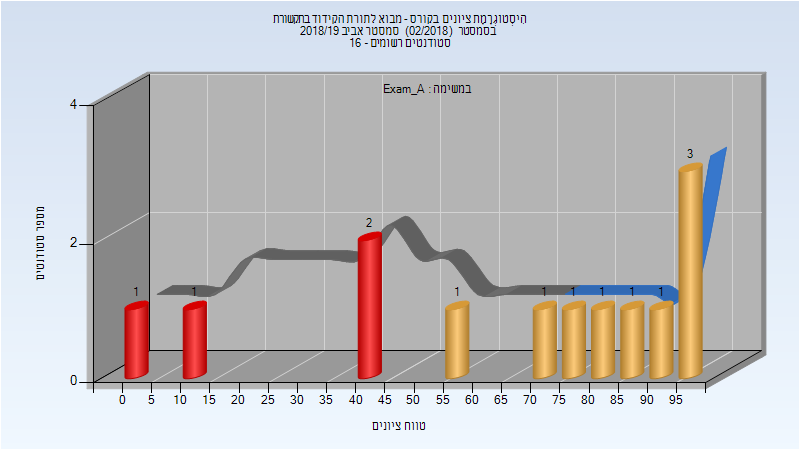 היסטוגרמת ציונים בקורס - מבוא לתורת הקידוד בתקשורת
בסמסטר (02/2018) סמסטר אביב 2018/19
סטודנטים רשומים - 16
במשימה : Exam_A
מספר סטודנטים
4
2
0
1
1
2
1
1
1
1
1
1
3
0 5 10 15 20 25 30 35 40 45 50 55 60 65 70 75 80 85 90 95
טווח ציונים